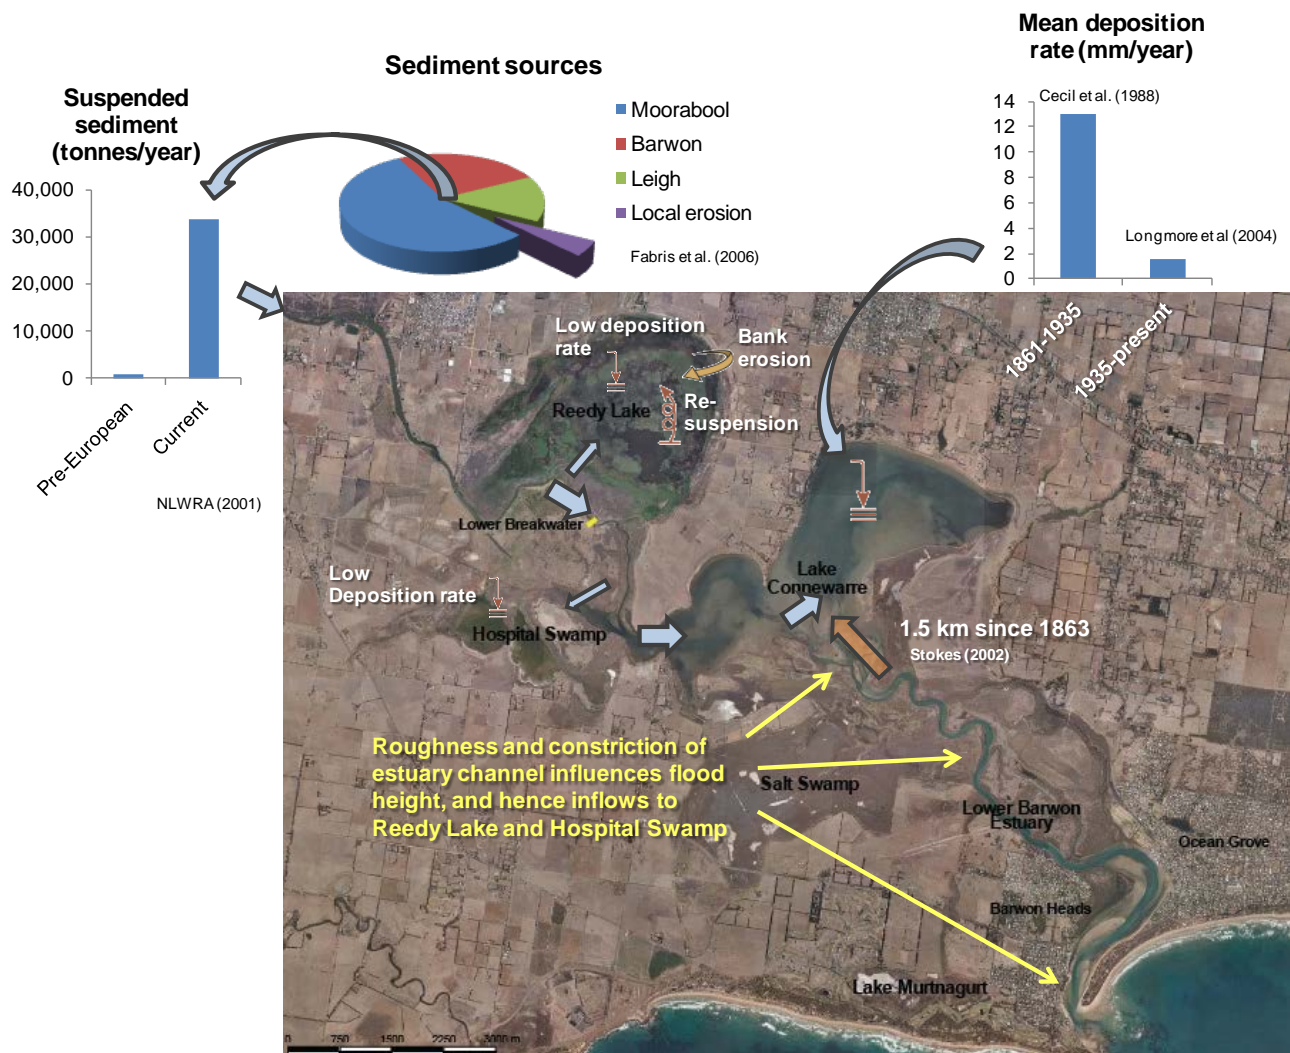 Mean deposition
rate (mm/year)
Sediment sources
Suspended
sediment
(tonnes/year)
Moorabool
Barwon
Leigh
Local erosion
Fabris et al. (2006)
14
12
10
8
6
4
2
0
Cecil et al. (1988)
Longmore et al (2004)
1861-1935
1935-present
40,000
30,000
20,000
10,000
0
Pre-European
Current
NLWRA (2001)
Low deposition
rate
Bank
erosion
Reedy Lake
Re-
suspension
Lower Breakwater
Low
Deposition rate
Hospital Swamp
Lake
Connewarre
1.5 km since 1863
Stokes (2002)
Roughness and constriction of
estuary channel influences flood
height, and hence inflows to
Reedy Lake and Hospital Swamp
Salt Swamp
Lower Barwon
Estuary
Ocean Grove
Barwon Heads
Lake Murtnagurt
0 750 1500 2250 3000 m